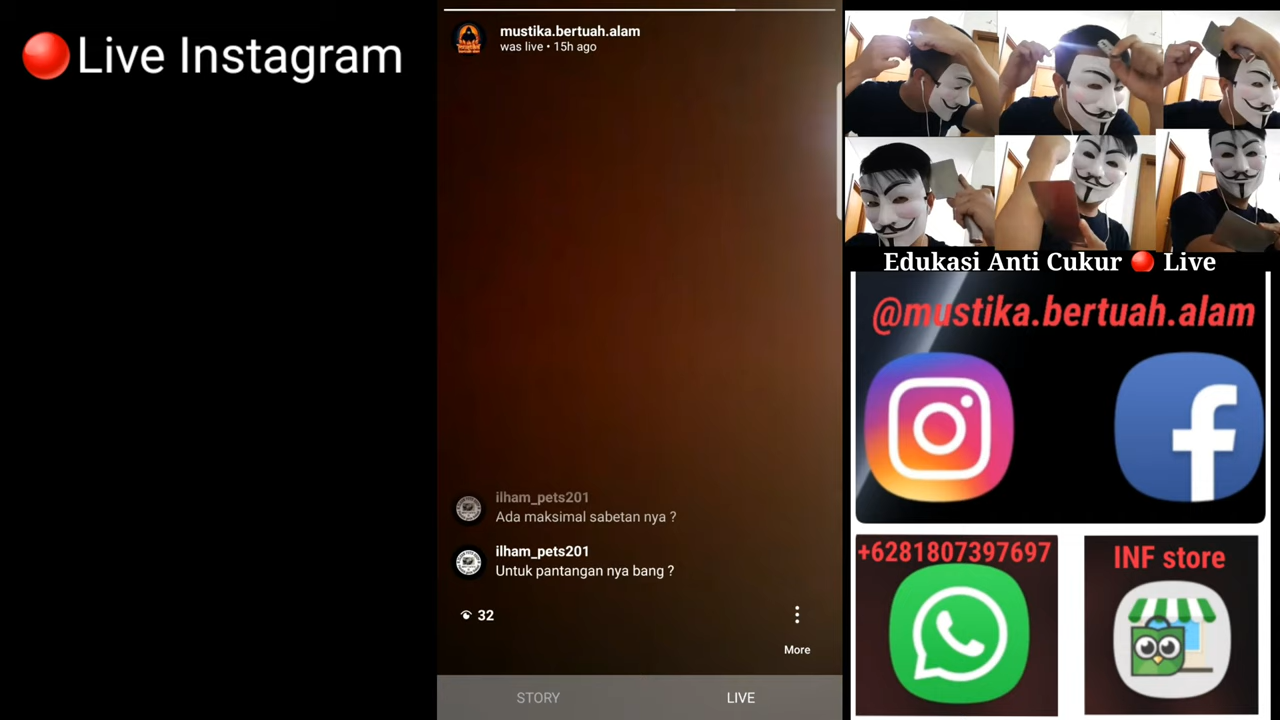 🔴Live Instagram
mustika.bertuah.alam
was live • 15h ago
ilham_pets201
Ada maksimal sabetan nya ?
ilham_pets201
Untuk pantangan nya bang ?
32
More
STORY
LIVE
Edukasi Anti Cukur 🔴 Live
@mustika.bertuah.alam
+6281807397697
INF store